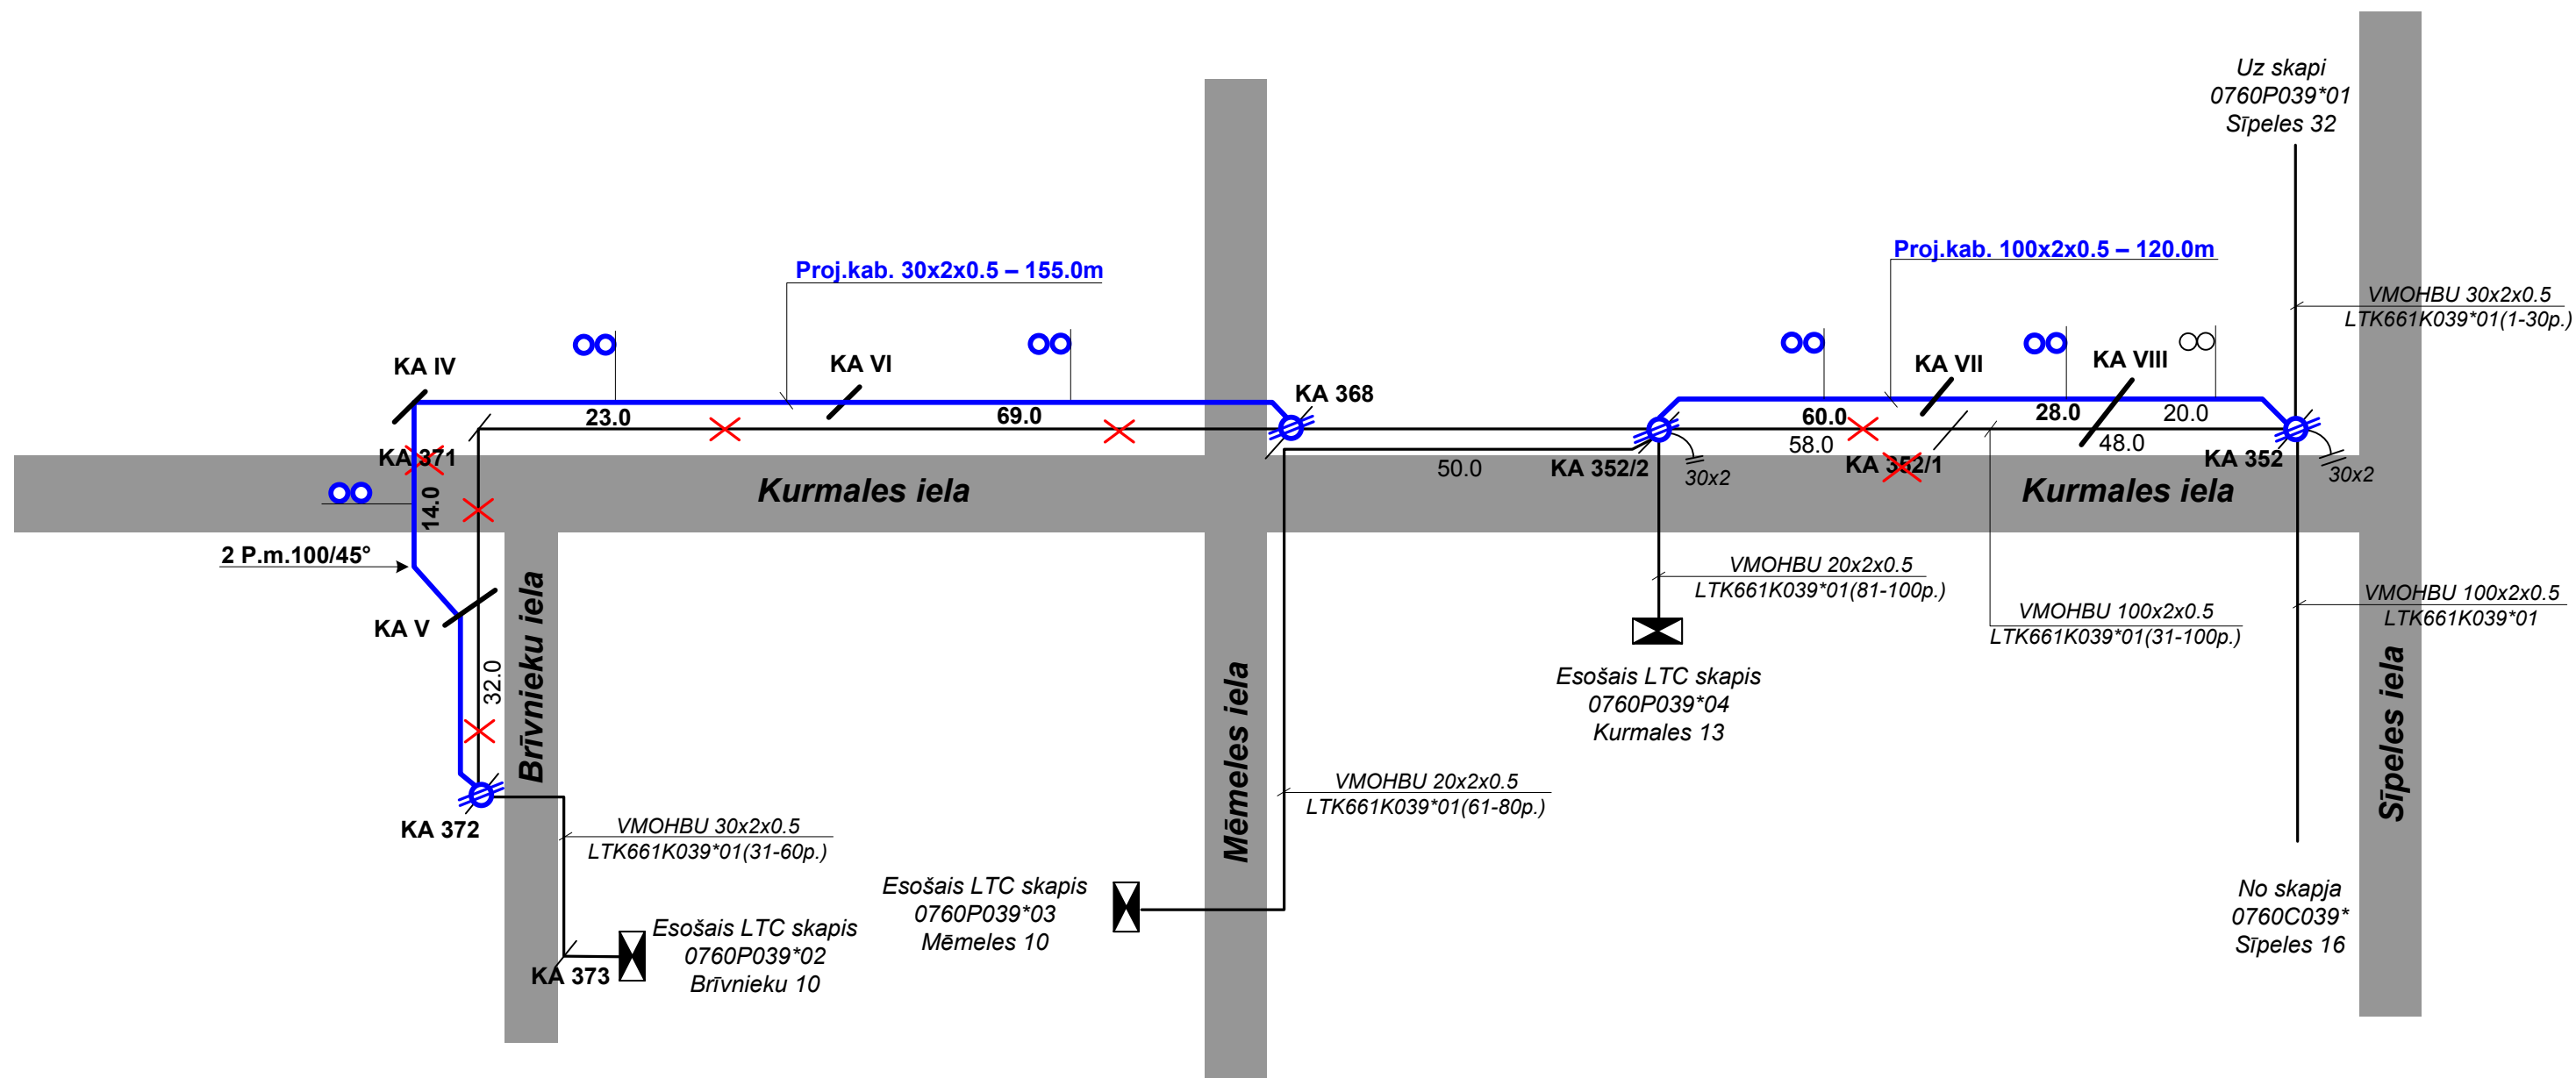 Uz skapi
0760P039*01
Sīpeles 32
Proj.kab. 30x2x0.5 – 155.0m
Proj.kab. 100x2x0.5 – 120.0m
VMOHBU 30x2x0.5
LTK661K039*01(1-30p.)
KA IV
KA VI
KA 368
KA VII
KA VIII
23.0
69.0
60.0
28.0
20.0
58.0
48.0
KA 371
50.0
KA 352/2
30x2
KA 352/1
KA 352
30x2
Kurmales iela
Kurmales iela
14.0
2 P.m.100/45°
KA V
32.0
Brīvnieku iela
Mēmeles iela
Sīpeles iela
VMOHBU 20x2x0.5
LTK661K039*01(81-100p.)
VMOHBU 100x2x0.5
LTK661K039*01(31-100p.)
VMOHBU 100x2x0.5
LTK661K039*01
Esošais LTC skapis
0760P039*04
Kurmales 13
VMOHBU 20x2x0.5
LTK661K039*01(61-80p.)
KA 372
VMOHBU 30x2x0.5
LTK661K039*01(31-60p.)
Esošais LTC skapis
0760P039*03
Mēmeles 10
No skapja
0760C039*
Sīpeles 16
KA 373
Esošais LTC skapis
0760P039*02
Brīvnieku 10